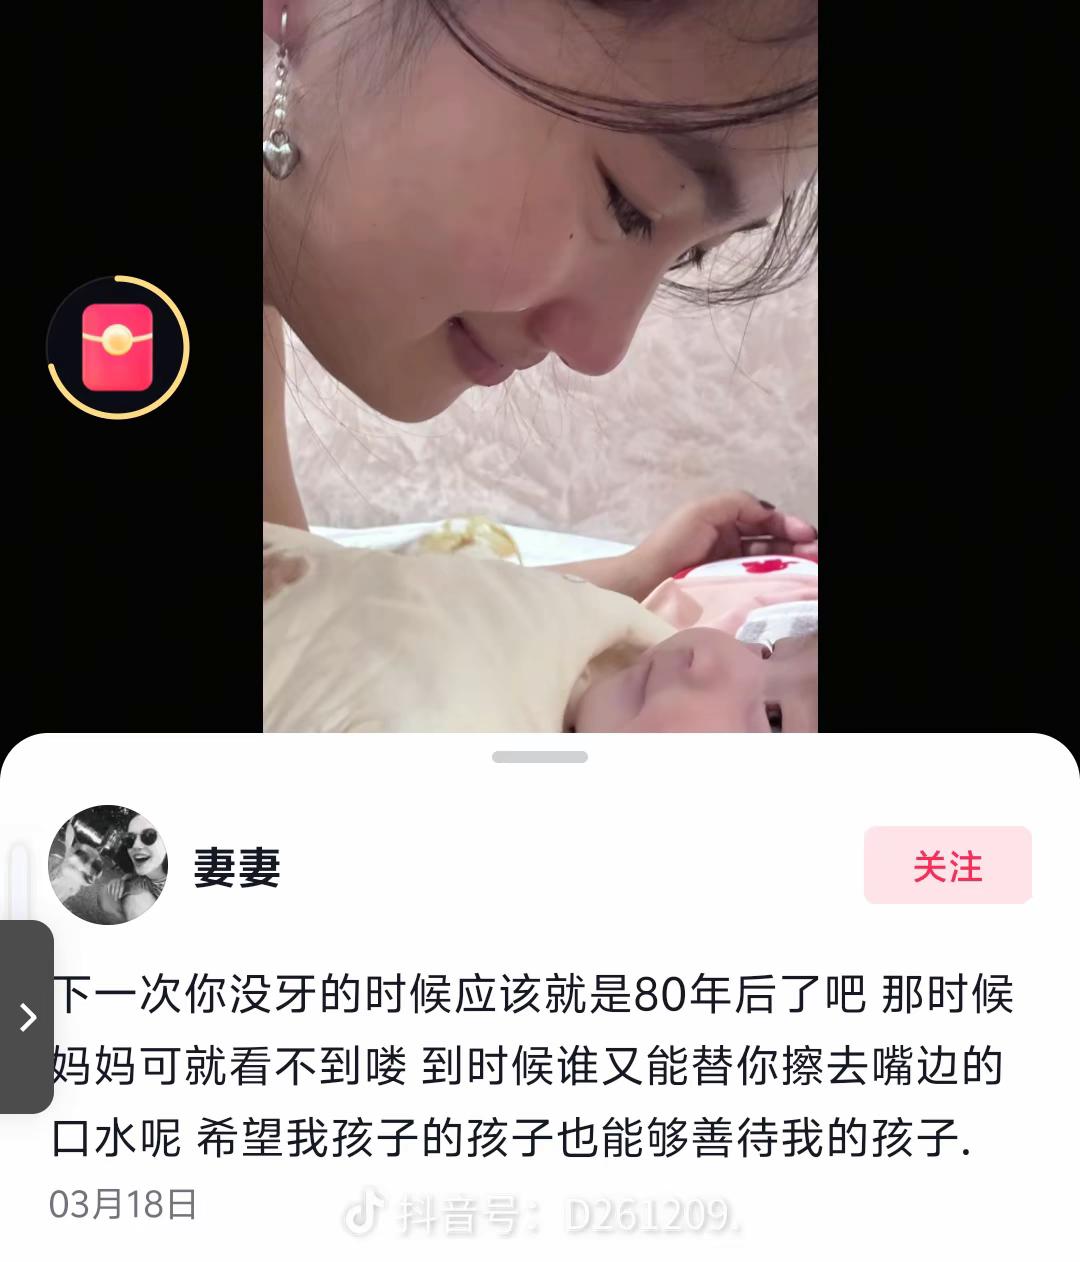 妻妻
关注
下一次你没牙的时候应该就是80年后了吧 那时候
妈妈可就看不到喽 到时候谁又能替你擦去嘴边的
口水呢 希望我孩子的孩子也能够善待我的孩子.
03月18日
抖音号：D261209.